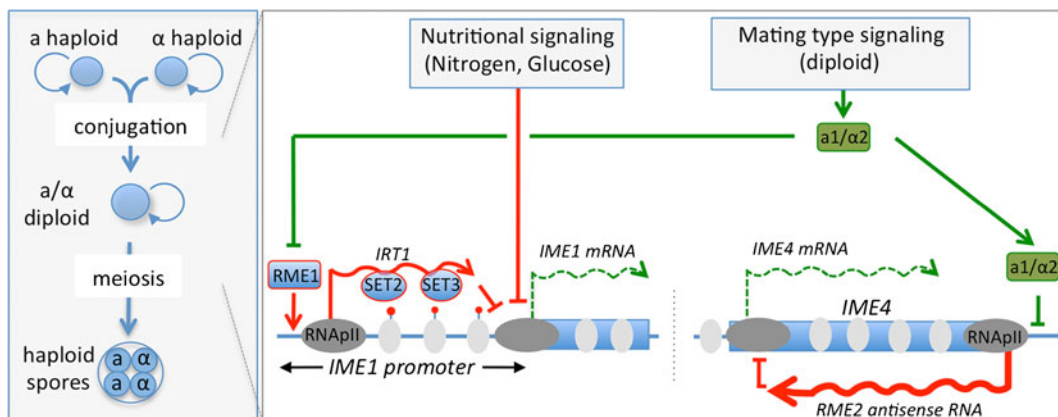 a haploid
α haploid
conjugation
a/α
diploid
meiosis
haploid
spores
a α
a α
Nutritional signaling
(Nitrogen, Glucose)
Mating type signaling
(diploid)
a1/α2
RME1
IRT1
SET2
SET3
RNApII
IME1 promoter
IME1 mRNA
IME4 mRNA
a1/α2
IME4
RNApII
RME2 antisense RNA